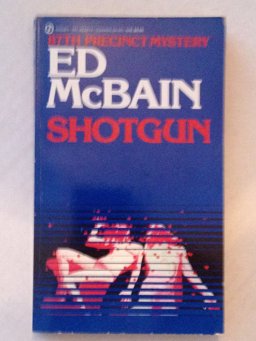 87TH PRECINCT MYSTERY
ED
McBAIN
SHOTGUN